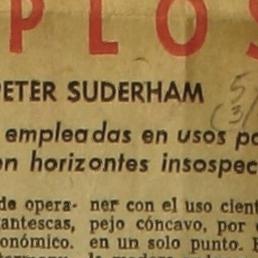 PLOS
PETER SUDERHAM
empleadas en usos
en horizontes insospec
de opera- ner con el uso cient
antescas, pejo cóncavo, por
onómico. en un solo punto.